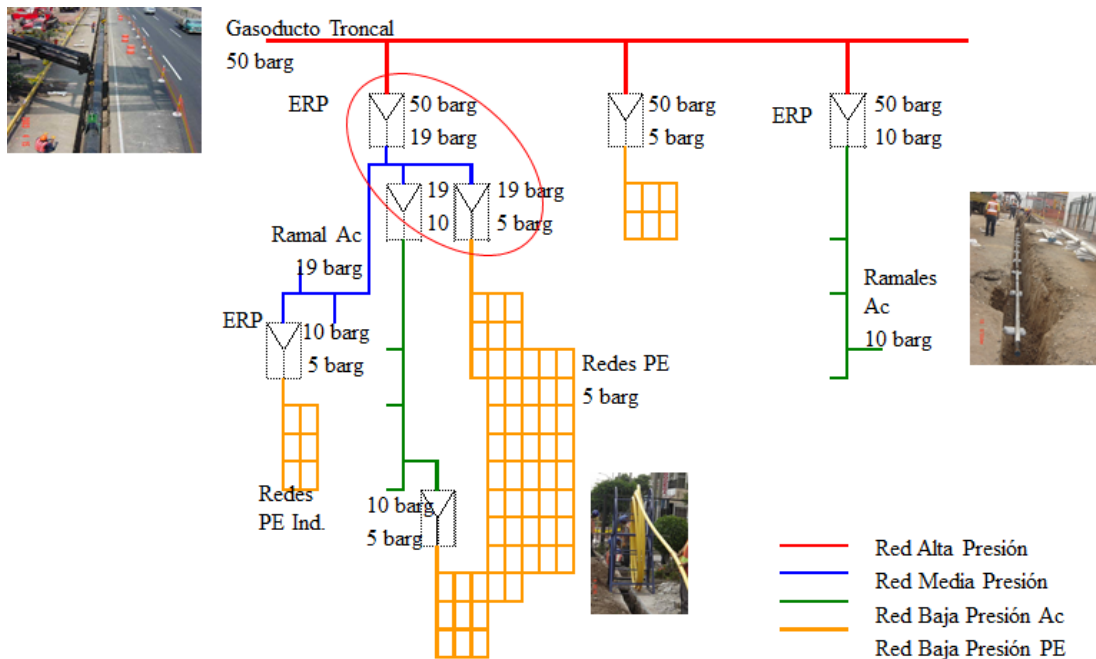 Gasoducto Troncal
50 barg
ERP
50 barg
19 barg
50 barg
5 barg
ERP
50 barg
10 barg
19
10
19 barg
5 barg
Ramal Ac
19 barg
ERP
10 barg
5 barg
Redes PE
5 barg
Ramales
Ac
10 barg
Redes
PE Ind.
10 barg
5 barg
Red Alta Presión
Red Media Presión
Red Baja Presión Ac
Red Baja Presión PE